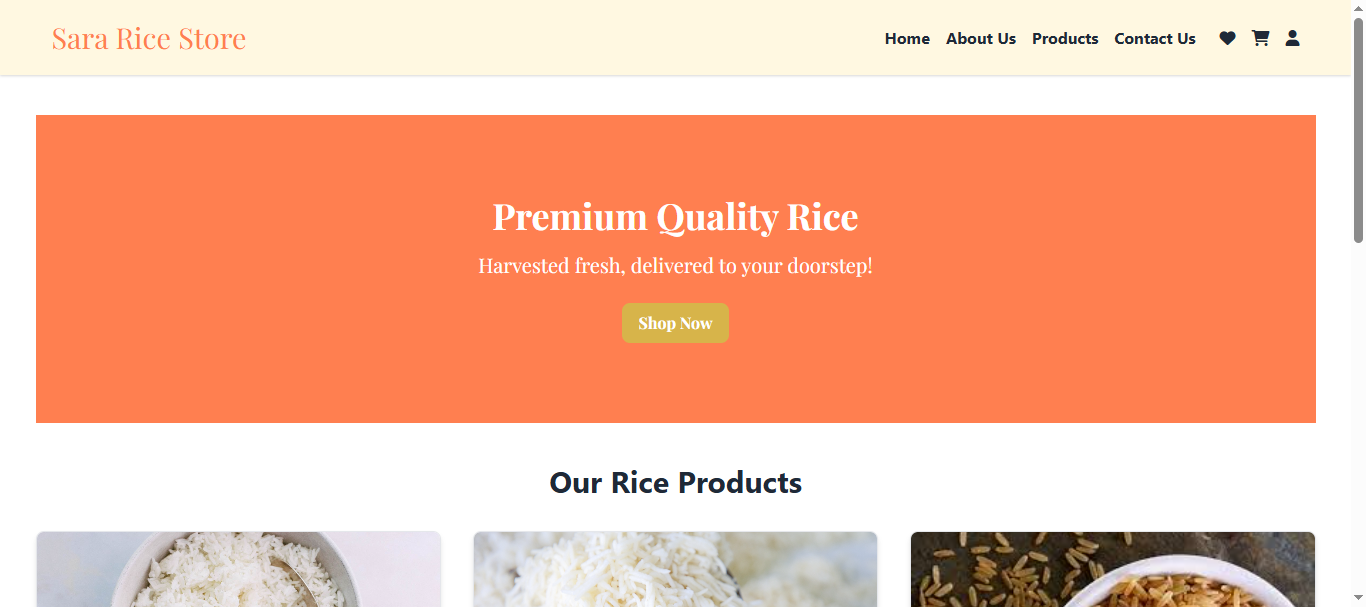 Sara Rice Store
Home About Us Products Contact Us
Premium Quality Rice
Harvested fresh, delivered to your doorstep!
Shop Now
Our Rice Products